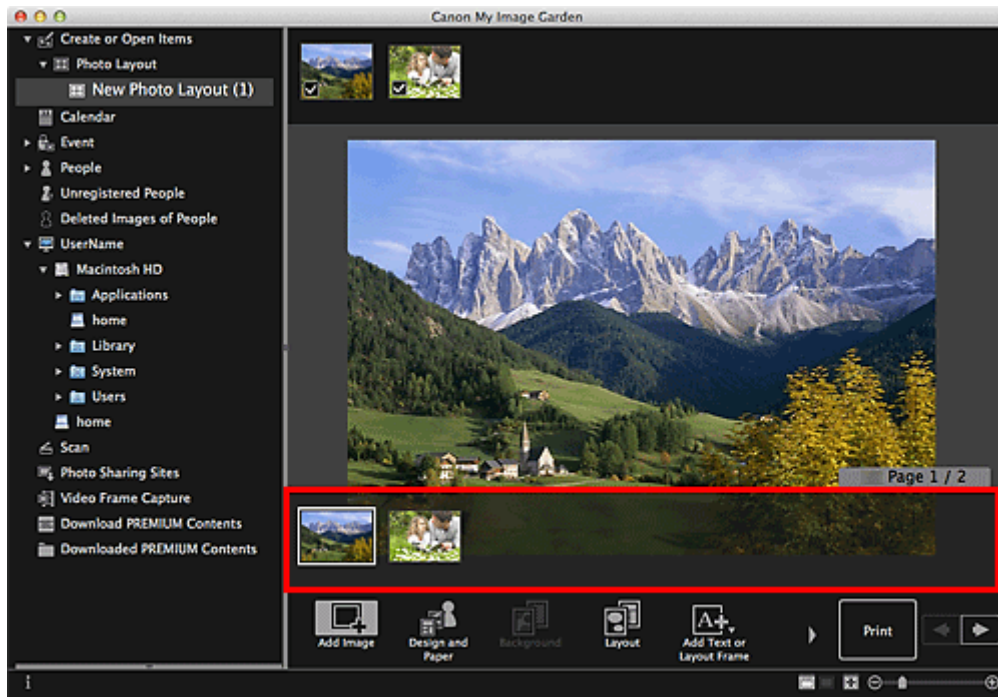 Canon My Image Garden
Create or Open Items
Photo Layout
New Photo Layout (1)
Calendar
Event
People
Unregistered People
Deleted Images of People
UserName
Macintosh HD
Applications
home
Library
System
Users
home
Scan
Photo Sharing Sites
Video Frame Capture
Download PREMIUM Contents
Downloaded PREMIUM Contents
Page 1 / 2
Add Image
Design and
Paper
Background
Layout
Add Text or
Layout Frame
Print